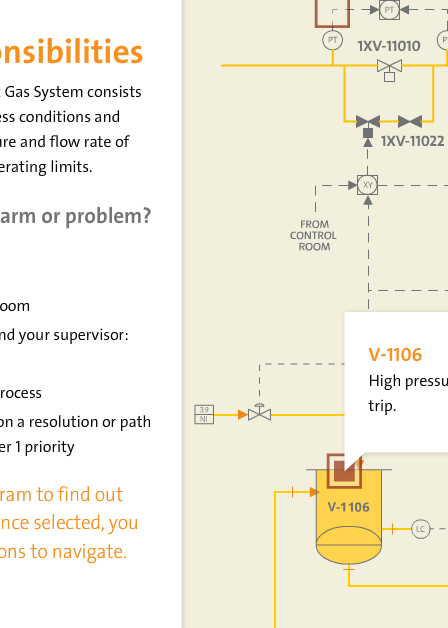 onsibilities
Gas System consists
ess conditions and
ure and flow rate of
erating limits.
arm or problem?
oom
nd your supervisor:
rocess
on a resolution or path
er 1 priority
ram to find out
nce selected, you
ons to navigate.
PT
PT
1XV-11010
1XV-11022
XY
FROM
CONTROL
ROOM
V-1106
High pressu
trip.
39
NI
V-1106
LC